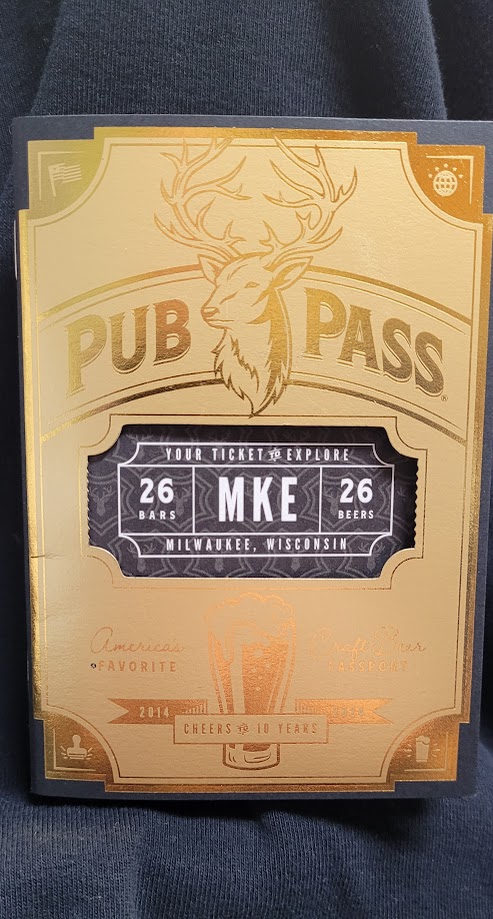 PUB PASS®
YOUR TICKET TO EXPLORE
26 BARS
MKE
26 BEERS
MILWAUKEE, WISCONSIN
America's Craft Beer
FAVORITE PASSPORT
2014
CHEERS TO 10 YEARS